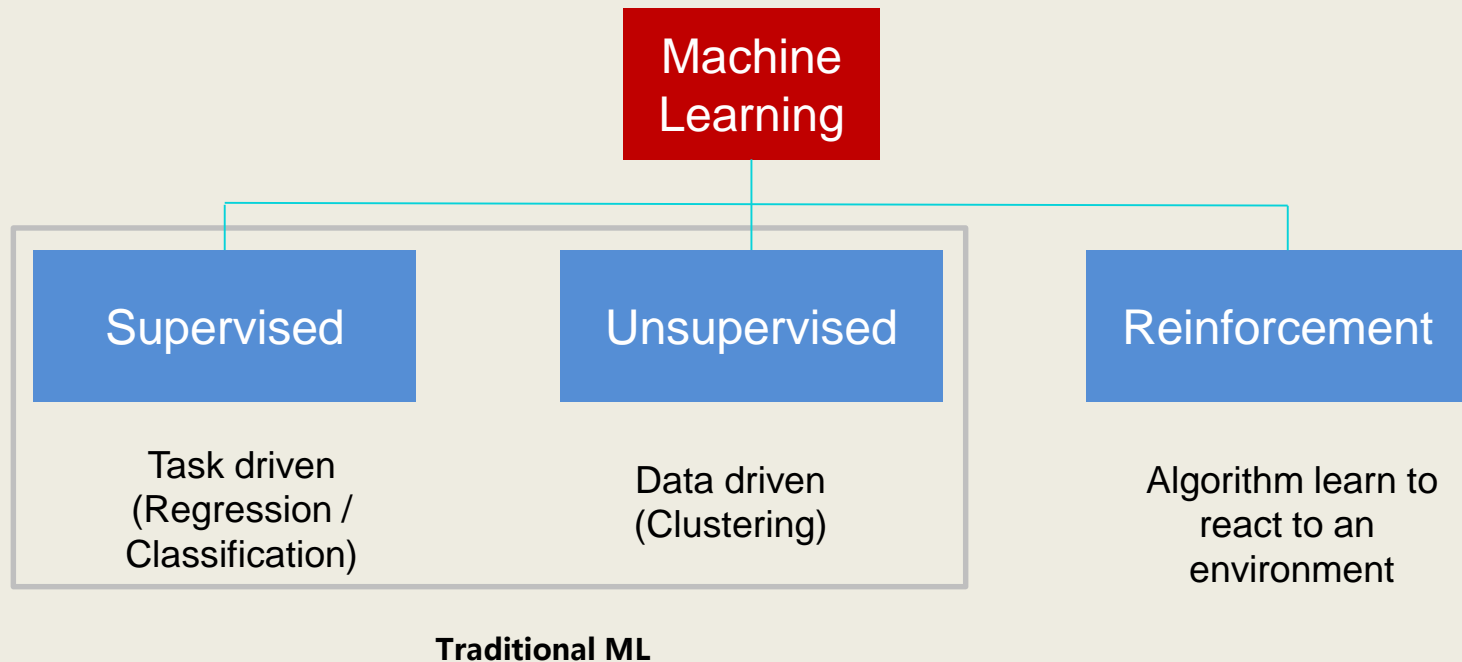 Machine
Learning
Supervised
Unsupervised
Reinforcement
Task driven
(Regression /
Classification)
Data driven
(Clustering)
Algorithm learn to
react to an
environment
Traditional ML